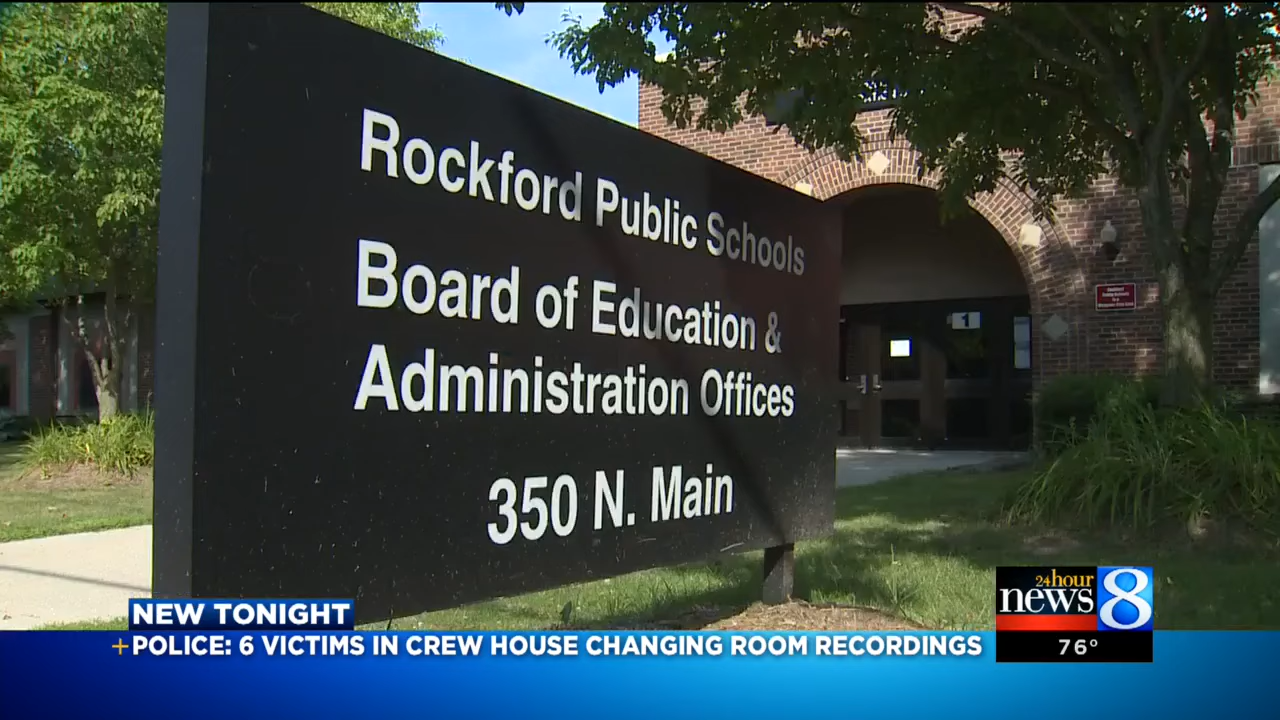 Rockford Public Schools
Board of Education &
Administration Offices
350 N. Main
1
NEW TONIGHT
+POLICE: 6 VICTIMS IN CREW HOUSE CHANGING ROOM RECORDINGS
24hour
news 8
76°